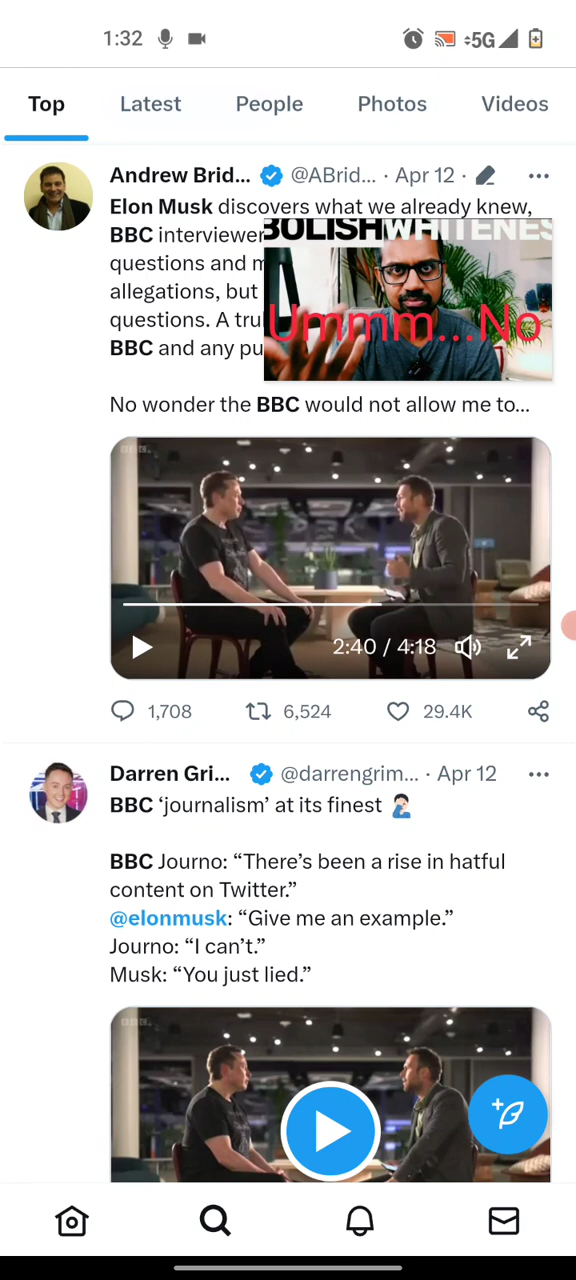 1:32
5G
Top Latest People Photos Videos
Andrew Brid... @ABrid... · Apr 12 ·
Elon Musk discovers what we already knew,
BBC interviewer
BOLISHWHITENES
questions and m
allegations, but
questions. A tru
Ummm...No
BBC and any pu
No wonder the BBC would not allow me to...
BBC
2:40 / 4:18
1,708 6,524 29.4K
Darren Gri... @darrengrim... · Apr 12
BBC ‘journalism’ at its finest
BBC Journo: “There’s been a rise in hatful
content on Twitter.”
@elonmusk: “Give me an example.”
Journo: “I can’t.”
Musk: “You just lied.”
BBC